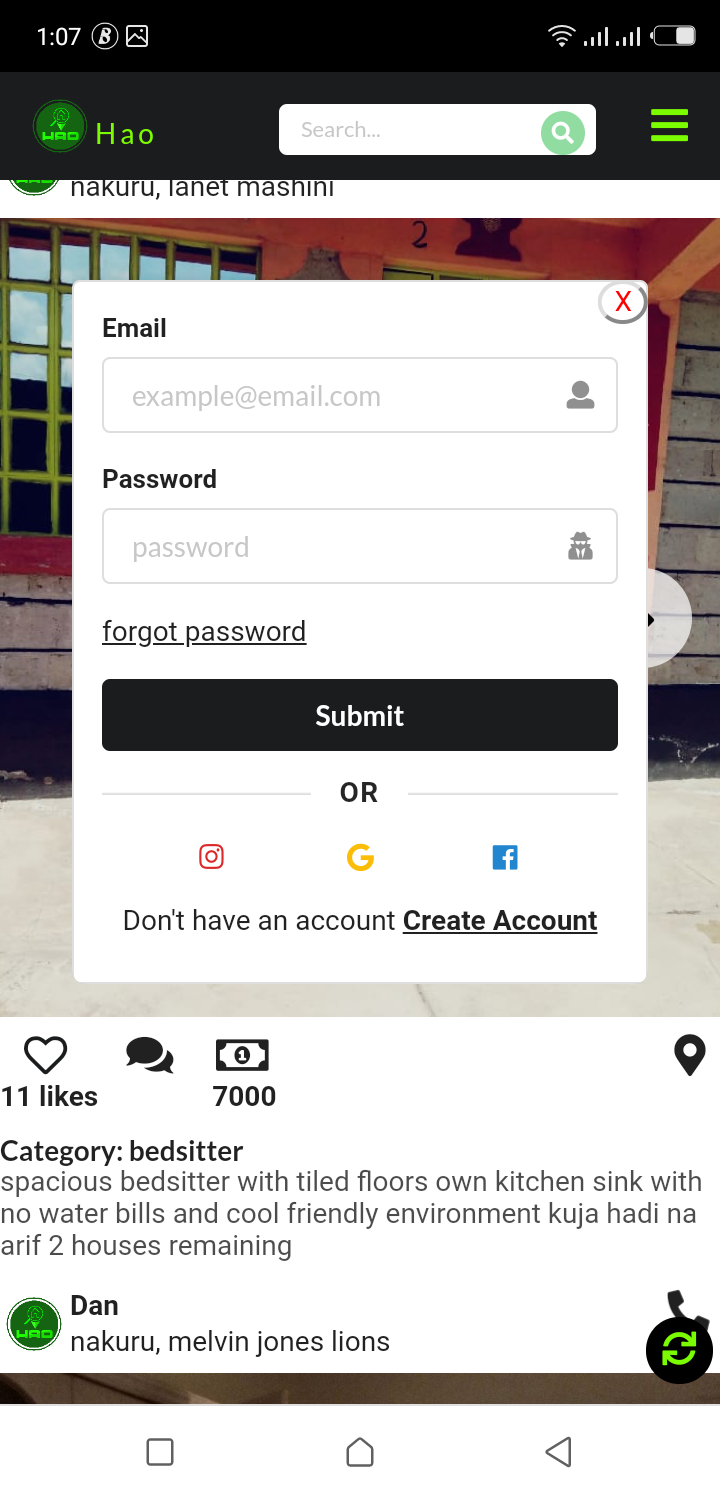 1:07
HAO
Hao
Search...
nakuru, lanet mashini
2
X
Email
example@email.com
Password
password
forgot password
Submit
OR
Don't have an account Create Account
11 likes
7000
Category: bedsitter
spacious bedsitter with tiled floors own kitchen sink with
no water bills and cool friendly environment kuja hadi na
arif 2 houses remaining
HAO
Dan
nakuru, melvin jones lions